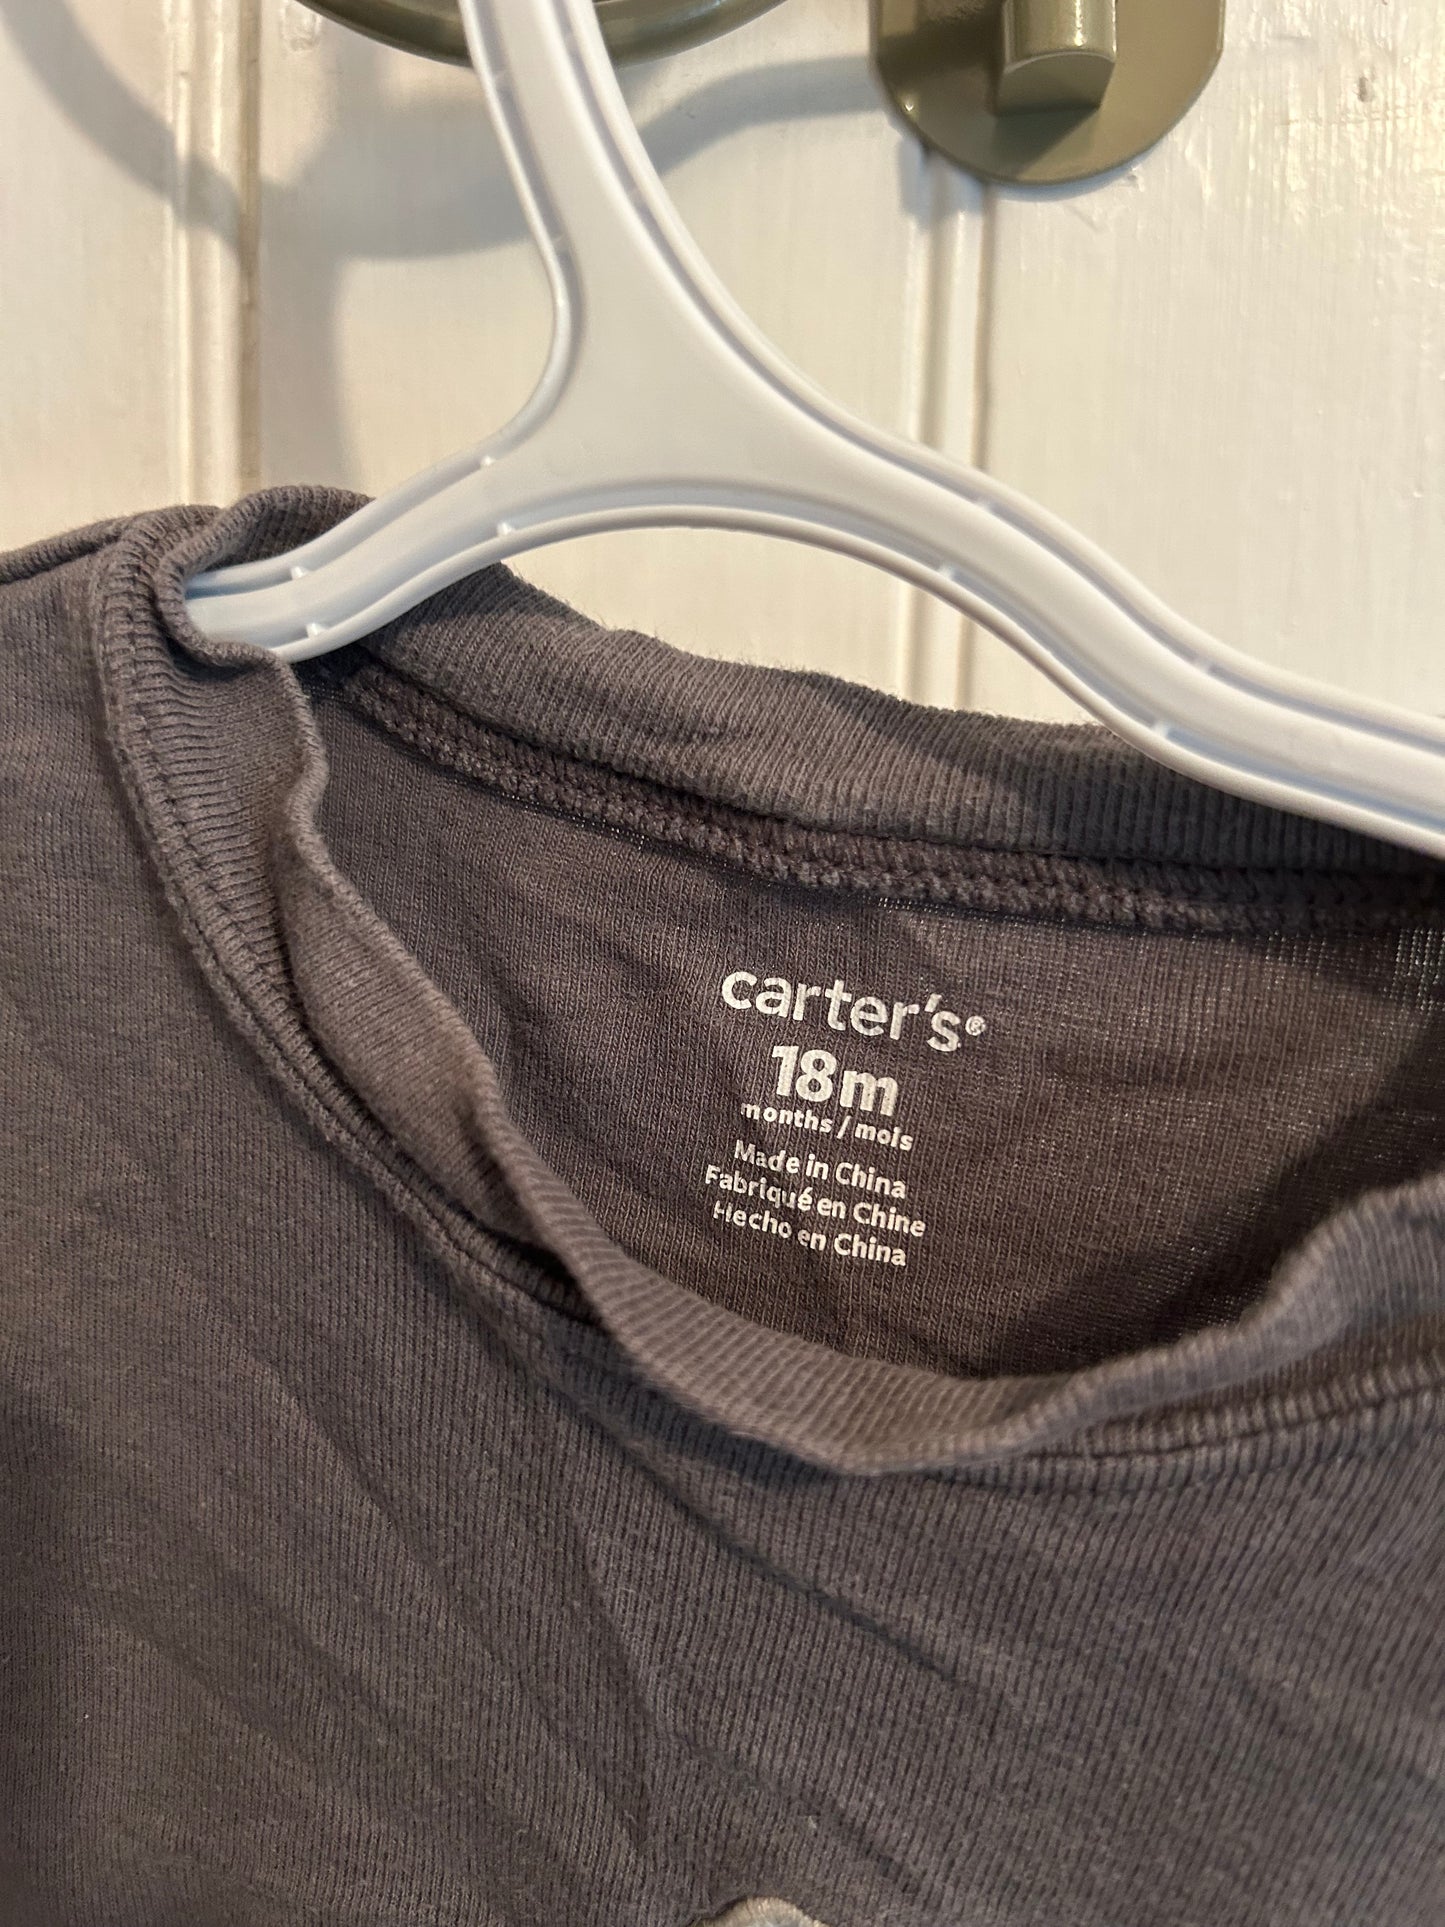 carter's®
18m
months / mois
Made in China
Fabriqué en Chine
Hecho en China